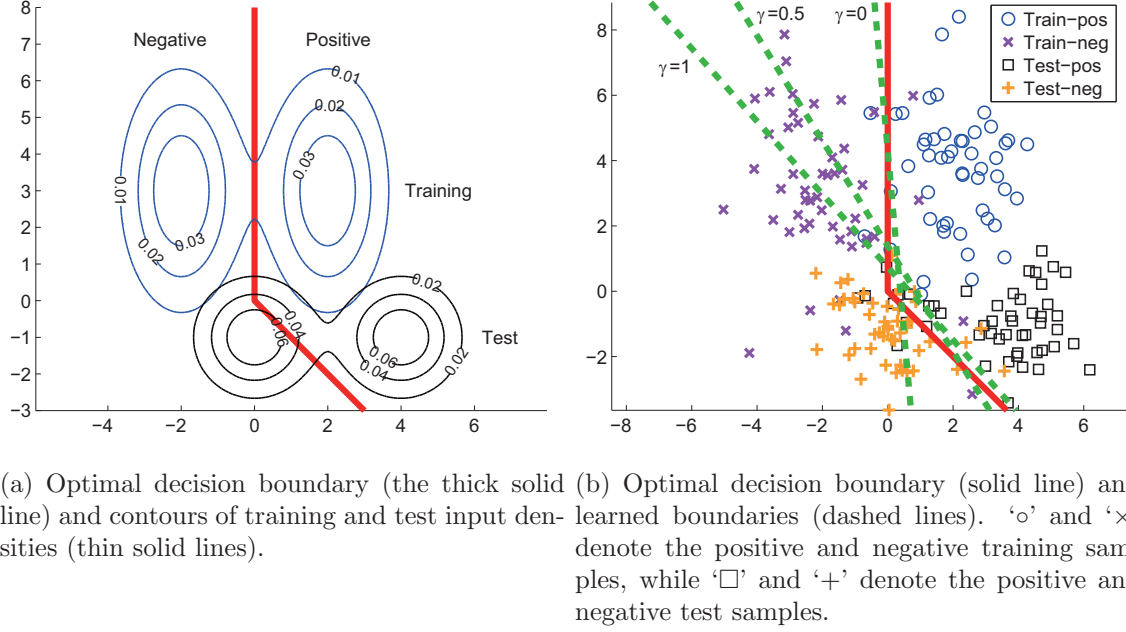 8
7
6
5
4
3
2
1
0
−1
−2
−3
−4
−2
0
2
4
6
Negative
Positive
Training
Test
0.01
0.02
0.03
0.01
0.02
0.03
0.02
0.04
0.06
0.06
0.04
0.02
8
6
4
2
0
−2
−8
−6
−4
−2
0
2
4
6
γ=1
γ=0.5
γ=0
Train−pos
Train−neg
Test−pos
Test−neg
(a) Optimal decision boundary (the thick solid
line) and contours of training and test input den-
sities (thin solid lines).
(b) Optimal decision boundary (solid line) an
learned boundaries (dashed lines). ‘○’ and ‘×
denote the positive and negative training sam
ples, while ‘□’ and ‘+’ denote the positive an
negative test samples.